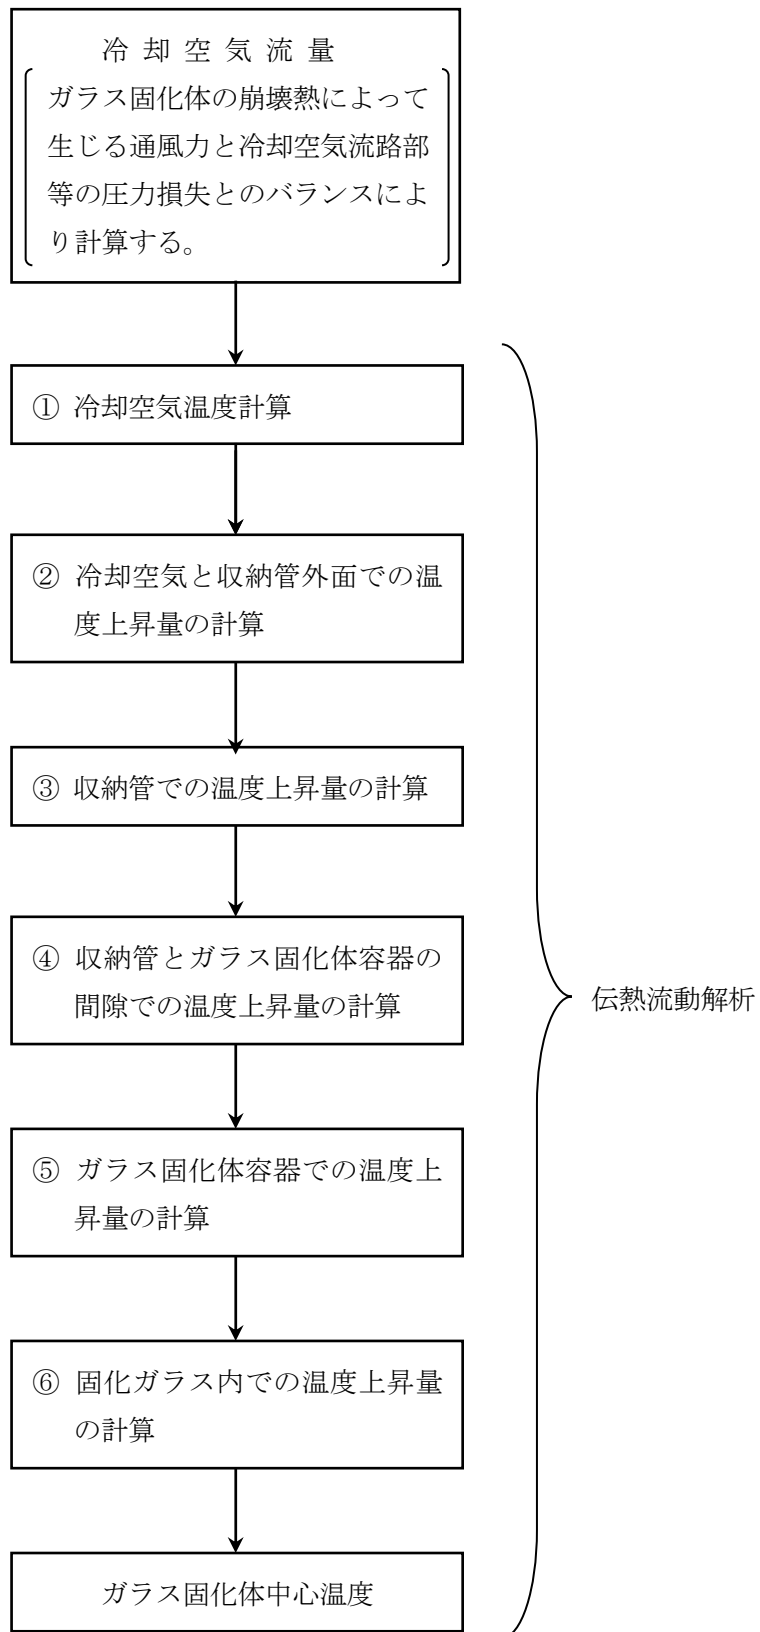 冷却空気流量
ガラス固化体の崩壊熱によって
生じる通風力と冷却空気流路部
等の圧力損失とのバランスによ
り計算する。
① 冷却空気温度計算
② 冷却空気と収納管外面での温
度上昇量の計算
③ 収納管での温度上昇量の計算
④ 収納管とガラス固化体容器の
間隙での温度上昇量の計算
伝熱流動解析
⑤ ガラス固化体容器での温度上
昇量の計算
⑥ 固化ガラス内での温度上昇量
の計算
ガラス固化体中心温度